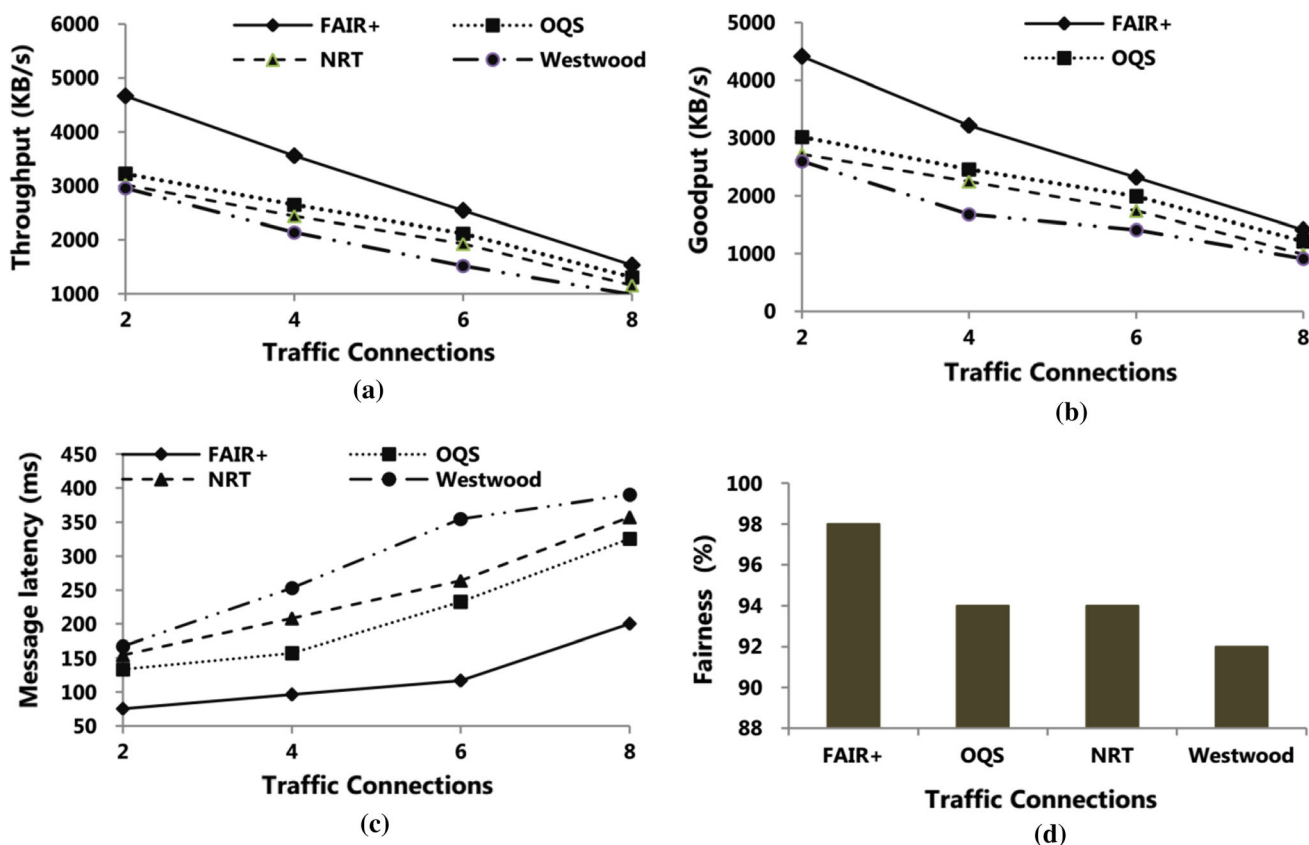 6000
5000
4000
3000
2000
1000
Throughput (KB/s)
FAIR+
OQS
NRT
Westwood
2 4 6 8
Traffic Connections
(a)
5000
4000
3000
2000
1000
0
Goodput (KB/s)
FAIR+
OQS
2 4 6 8
Traffic Connections
(b)
450
400
350
300
250
200
150
100
50
Message latency (ms)
FAIR+
OQS
NRT
Westwood
2 4 6 8
Traffic Connections
(c)
100
98
96
94
92
90
88
Fairness (%)
FAIR+ OQS NRT Westwood
Traffic Connections
(d)